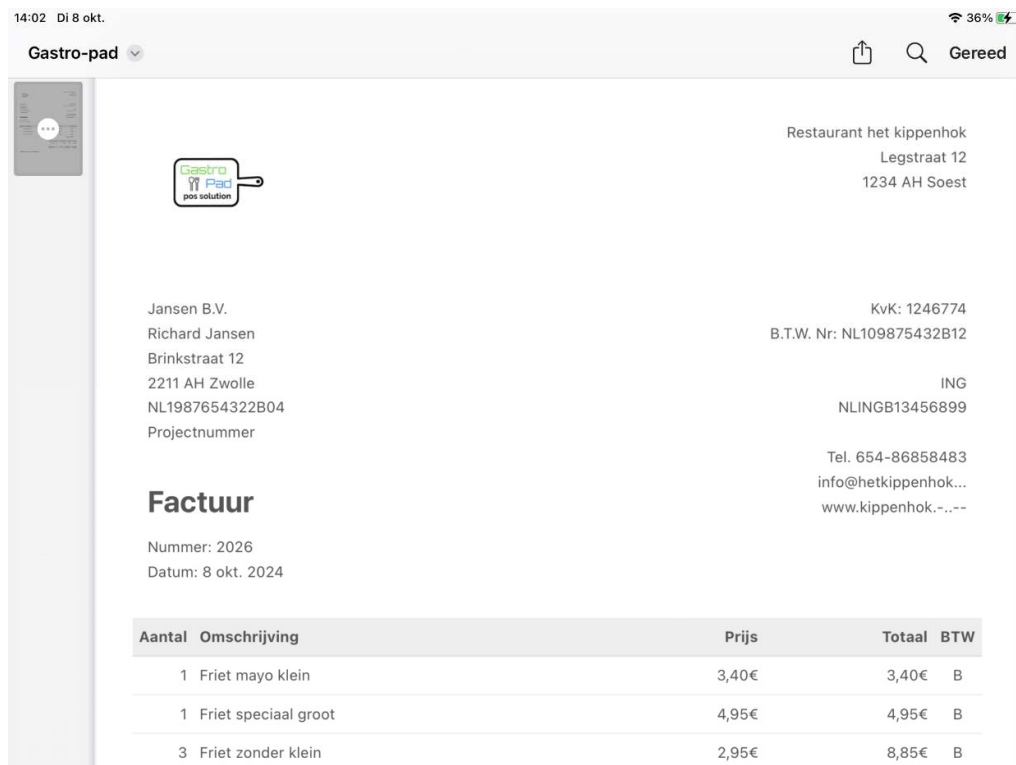 14:02 Di 8 okt.
36%
Gastro-pad
Gereed
Gastro
Pad
pos solution
Restaurant het kippenhok
Legstraat 12
1234 AH Soest
Jansen B.V.
Richard Jansen
Brinkstraat 12
2211 AH Zwolle
NL1987654322B04
Projectnummer
KvK: 1246774
B.T.W. Nr: NL109875432B12
ING
NLINGB13456899
Tel. 654-86858483
info@hetkippenhok...
www.kippenhok.-..--
Factuur
Nummer: 2026
Datum: 8 okt. 2024
Aantal Omschrijving Prijs Totaal BTW
1 Friet mayo klein 3,40€ 3,40€ B
1 Friet speciaal groot 4,95€ 4,95€ B
3 Friet zonder klein 2,95€ 8,85€ B